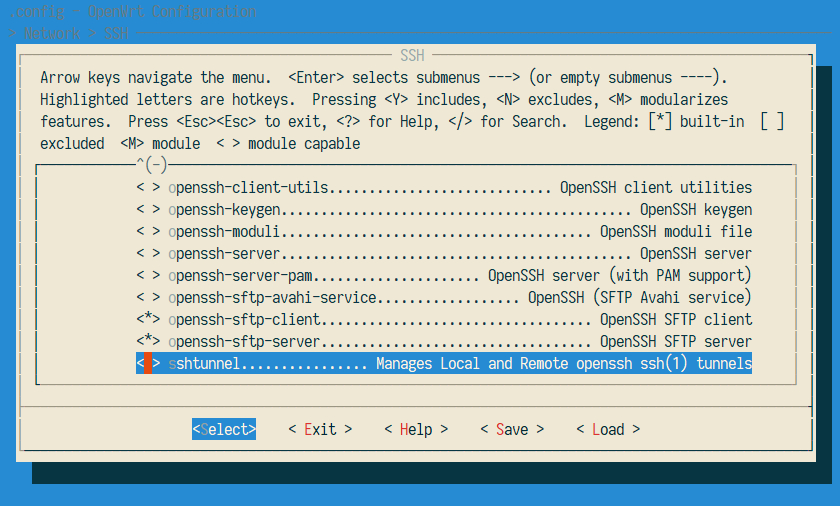 .config - OpenWrt Configuration
> Network > SSH
SSH
Arrow keys navigate the menu.  <Enter> selects submenus ---> (or empty submenus ----).
Highlighted letters are hotkeys.  Pressing <Y> includes, <N> excludes, <M> modularizes
features.  Press <Esc><Esc> to exit, <?> for Help, </> for Search.  Legend: [*] built-in  [ ]
excluded  <M> module  < > module capable
^(-)
< > openssh-client-utils............................ OpenSSH client utilities
< > openssh-keygen............................................ OpenSSH keygen
< > openssh-moduli....................................... OpenSSH moduli file
< > openssh-server............................................ OpenSSH server
< > openssh-server-pam..................... OpenSSH server (with PAM support)
< > openssh-sftp-avahi-service.................. OpenSSH (SFTP Avahi service)
<*> openssh-sftp-client.................................. OpenSSH SFTP client
<*> openssh-sftp-server.................................. OpenSSH SFTP server
< > sshtunnel................ Manages Local and Remote openssh ssh(1) tunnels
<Select>    < Exit >    < Help >    < Save >    < Load >